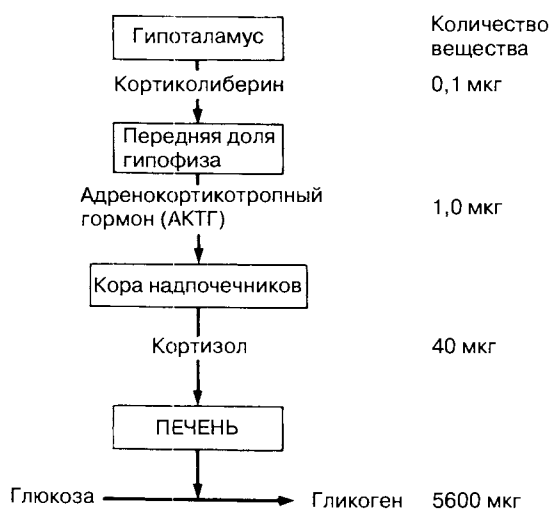 Гипоталамус
Количество
вещества
Кортиколиберин
0,1 мкг
Передняя доля
гипофиза
Адренокортикотропный
гормон (АКТГ)
1,0 мкг
Кора надпочечников
Кортизол
40 мкг
ПЕЧЕНЬ
Глюкоза
Гликоген
5600 мкг